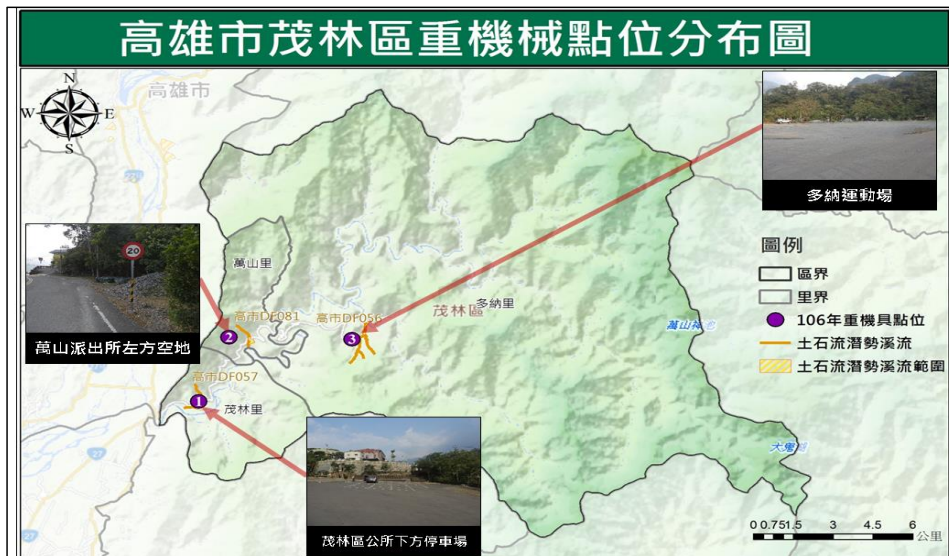 高雄市茂林區重機械點位分布圖
N
W
E
S
高雄市
27
多納運動場
20
萬山派出所左方空地
萬山里
高市DF081
高市DF056
多納里
茂林區
萬山神
2
3
圖例
區界
里界
106年重機具點位
土石流潛勢溪流
土石流潛勢溪流範圍
高市DF057
1
茂林里
27
大鬼
茂林區公所下方停車場
0 0.751.5 3 4.5 6
公里